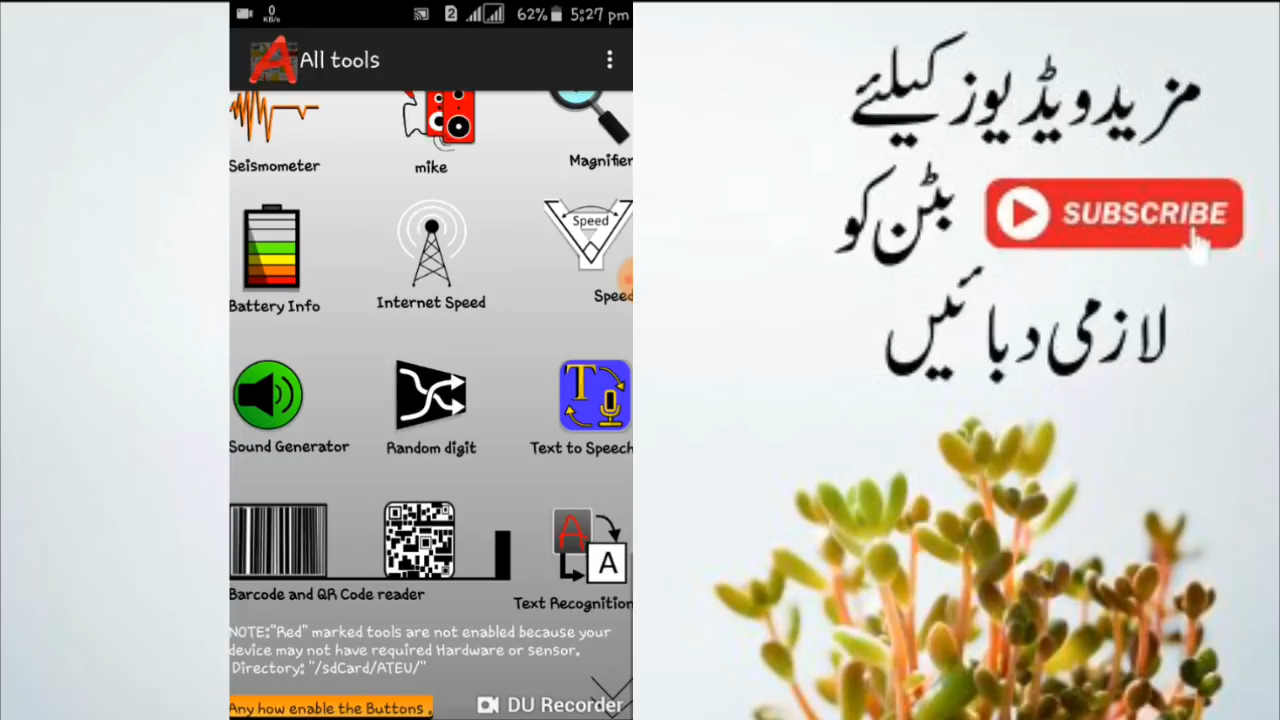 0
KB/s
2
62%
5:27 pm
All tools
Seismometer
mike
Magnifier
Speed
Battery Info
Internet Speed
Speed
T
Sound Generator
Random digit
Text to Speech
A
A
Barcode and QR Code reader
Text Recognition
NOTE:"Red" marked tools are not enabled because your
device may not have required Hardware or sensor.
Directory: "/sdCard/ATEU/"
Any how enable the Buttons .
DU Recorder
مزید ویڈیوز کیلئے
SUBSCRIBE بٹن کو
لازمی دبائیں